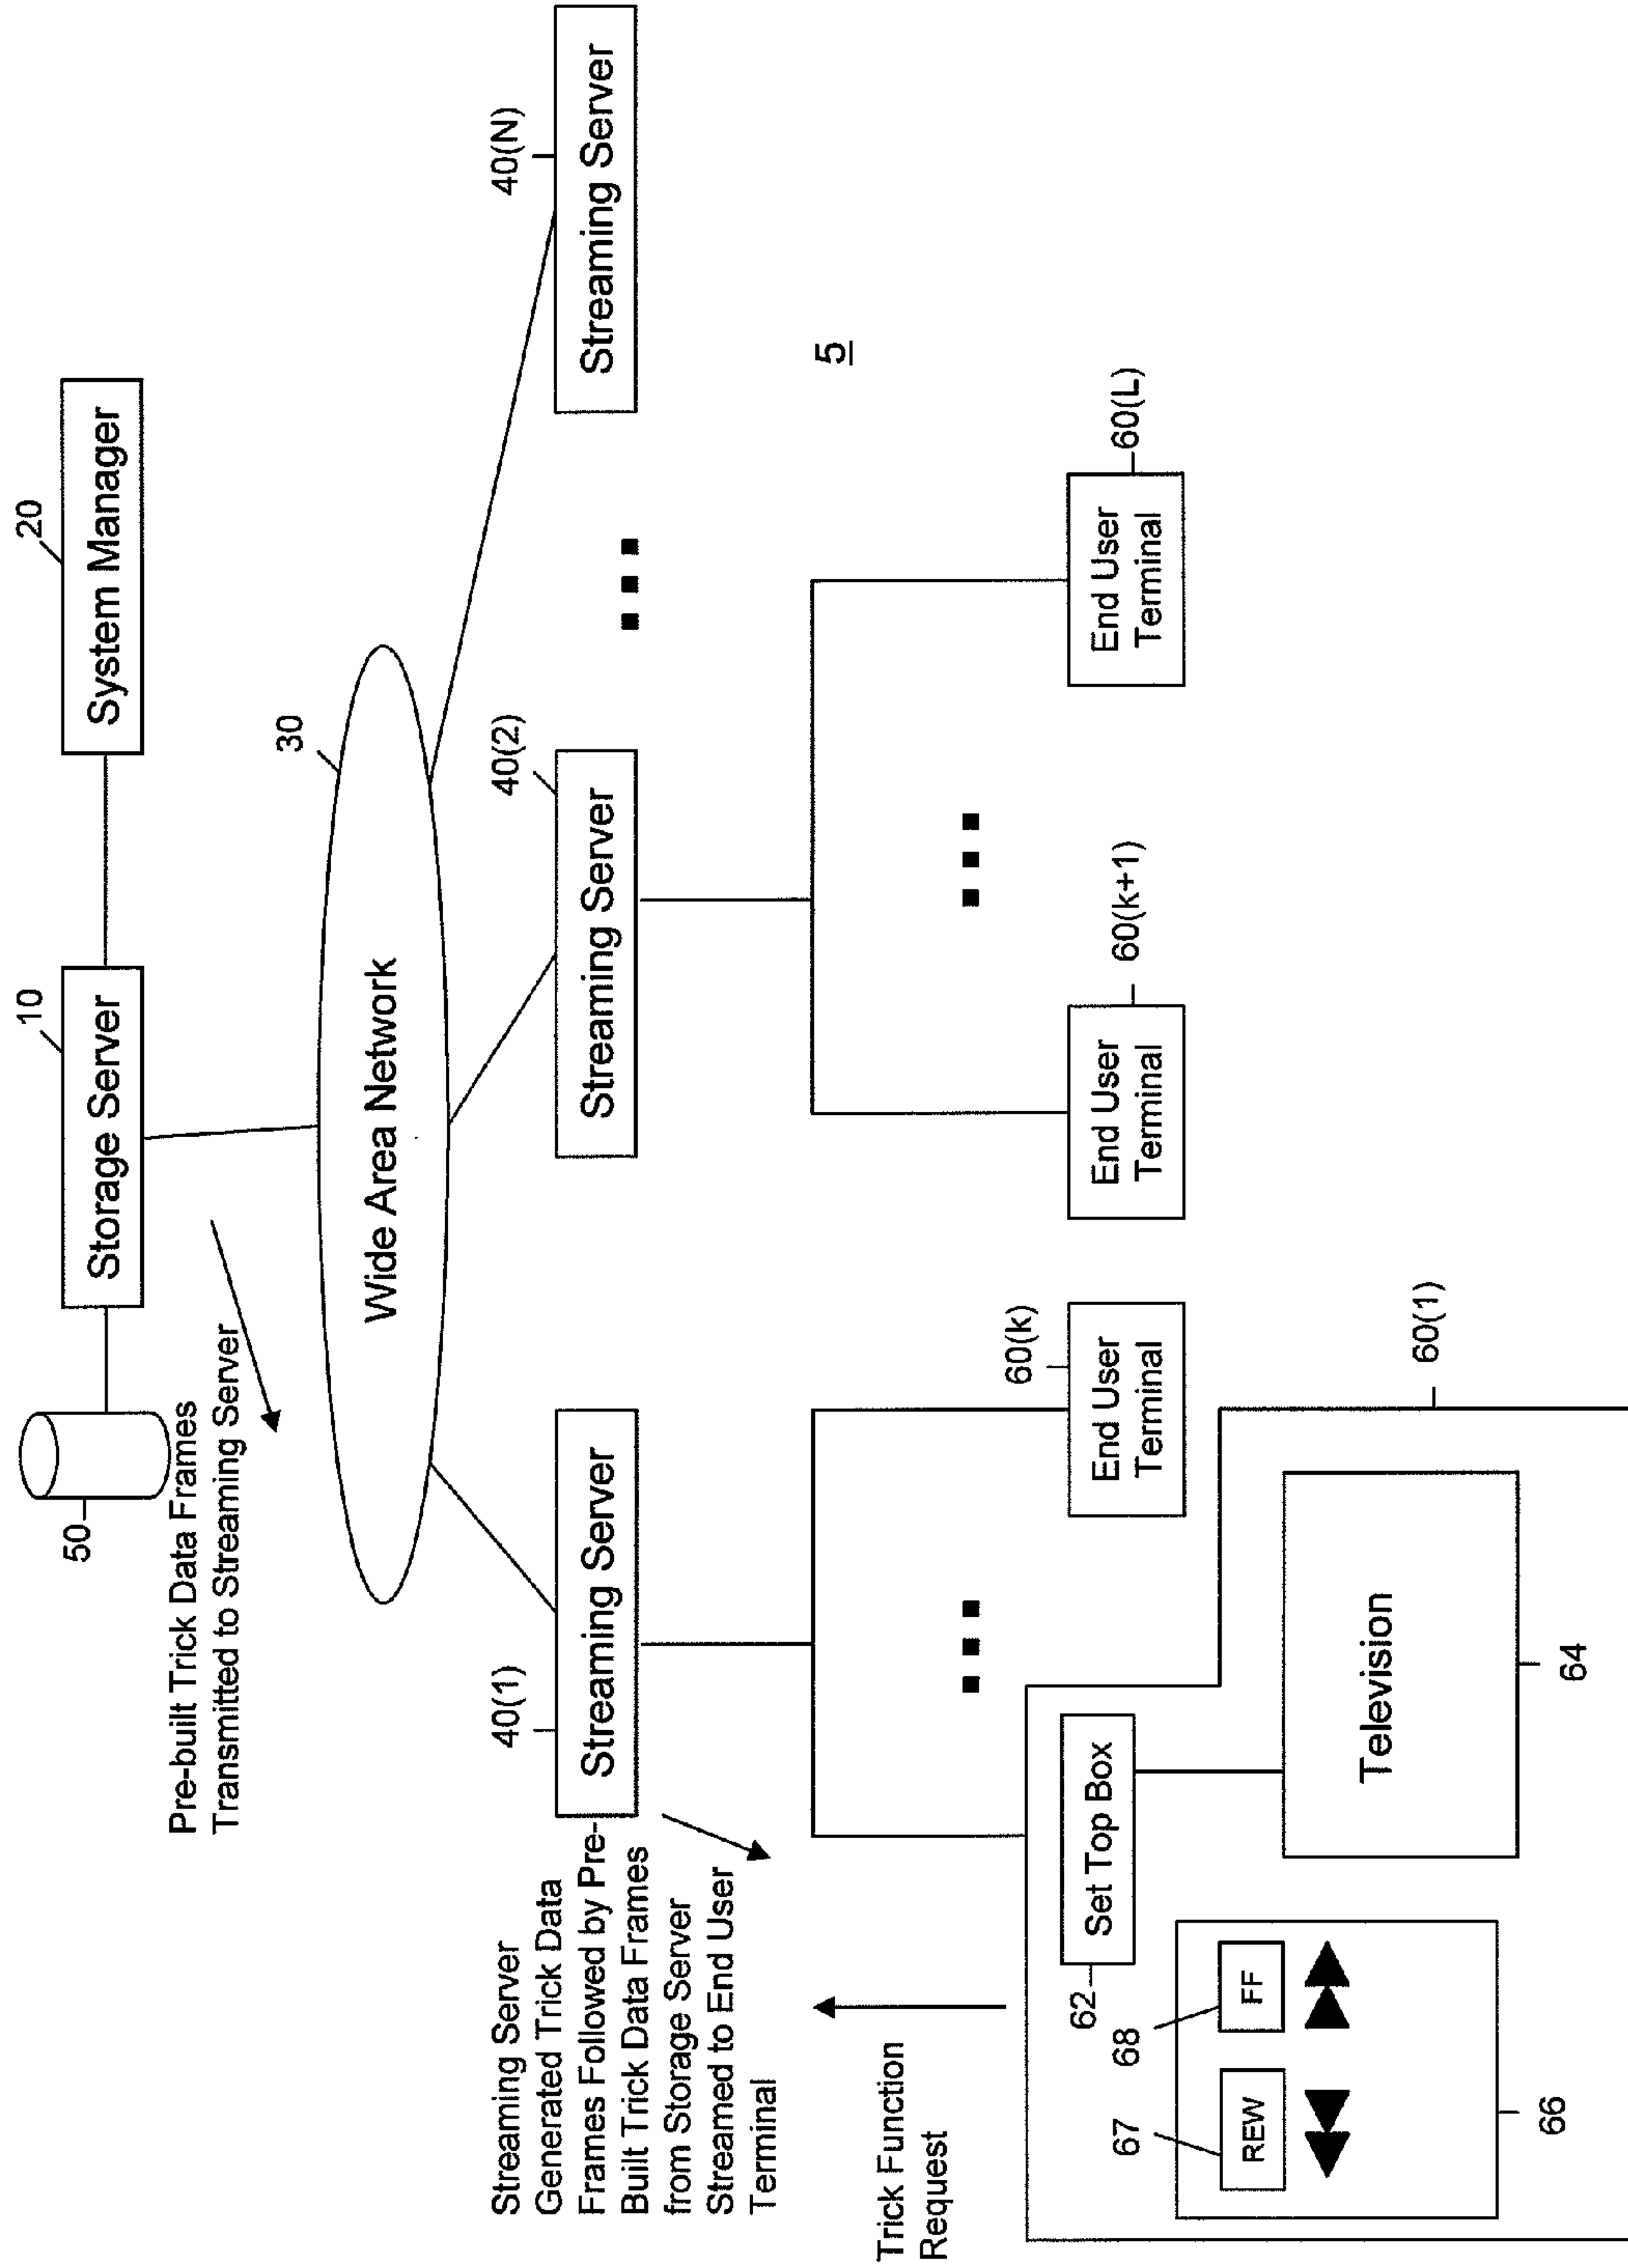 20
System Manager
10
Storage Server
50
Pre-built Trick Data Frames
Transmitted to Streaming Server
30
Wide Area Network
40(1)
Streaming Server
40(2)
Streaming Server
40(N)
Streaming Server
Streaming Server
Generated Trick Data
Frames Followed by Pre-
Built Trick Data Frames
from Storage Server
Streamed to End User
Terminal
5
Trick Function
Request
60(k)
End User
Terminal
60(k+1)
End User
Terminal
60(L)
End User
Terminal
60(1)
62
Set Top Box
67
REW
68
FF
66
Television
64